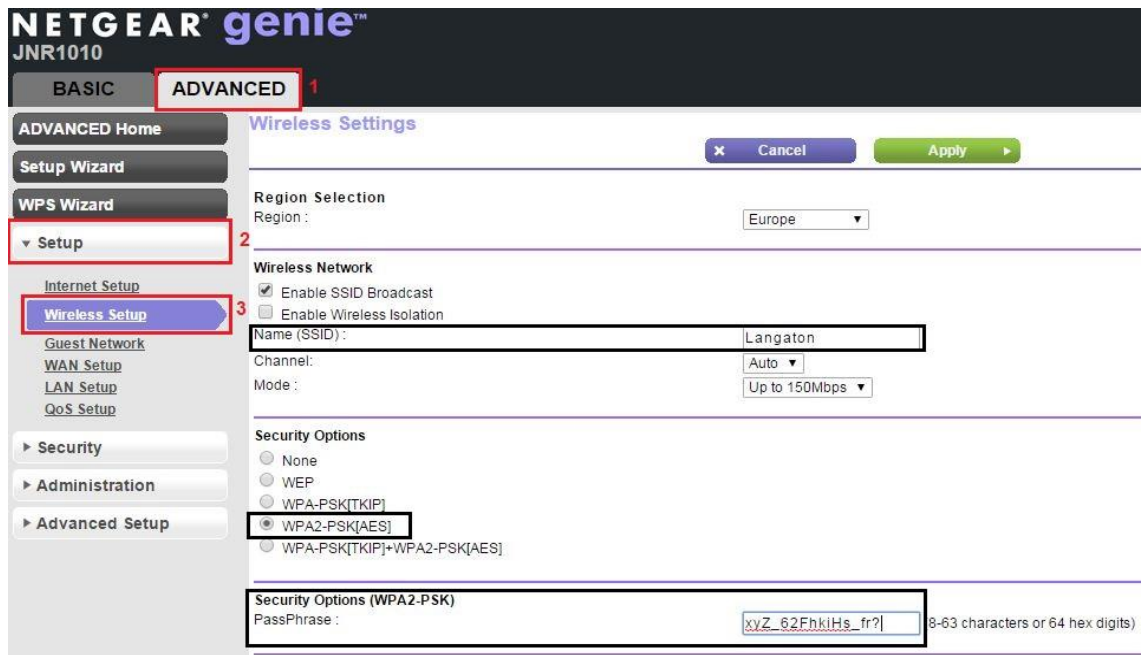 NETGEAR® genie™
JNR1010
BASIC ADVANCED 1
ADVANCED Home
Setup Wizard
WPS Wizard
Setup 2
Internet Setup
Wireless Setup 3
Guest Network
WAN Setup
LAN Setup
QoS Setup
Security
Administration
Advanced Setup
Wireless Settings
x Cancel Apply
Region Selection
Region : Europe
Wireless Network
Enable SSID Broadcast
Enable Wireless Isolation
Name (SSID) : Langaton
Channel: Auto
Mode : Up to 150Mbps
Security Options
None
WEP
WPA-PSK[TKIP]
WPA2-PSK[AES]
WPA-PSK[TKIP]+WPA2-PSK[AES]
Security Options (WPA2-PSK)
PassPhrase : xyZ_62FhkiHs_fr? (8-63 characters or 64 hex digits)